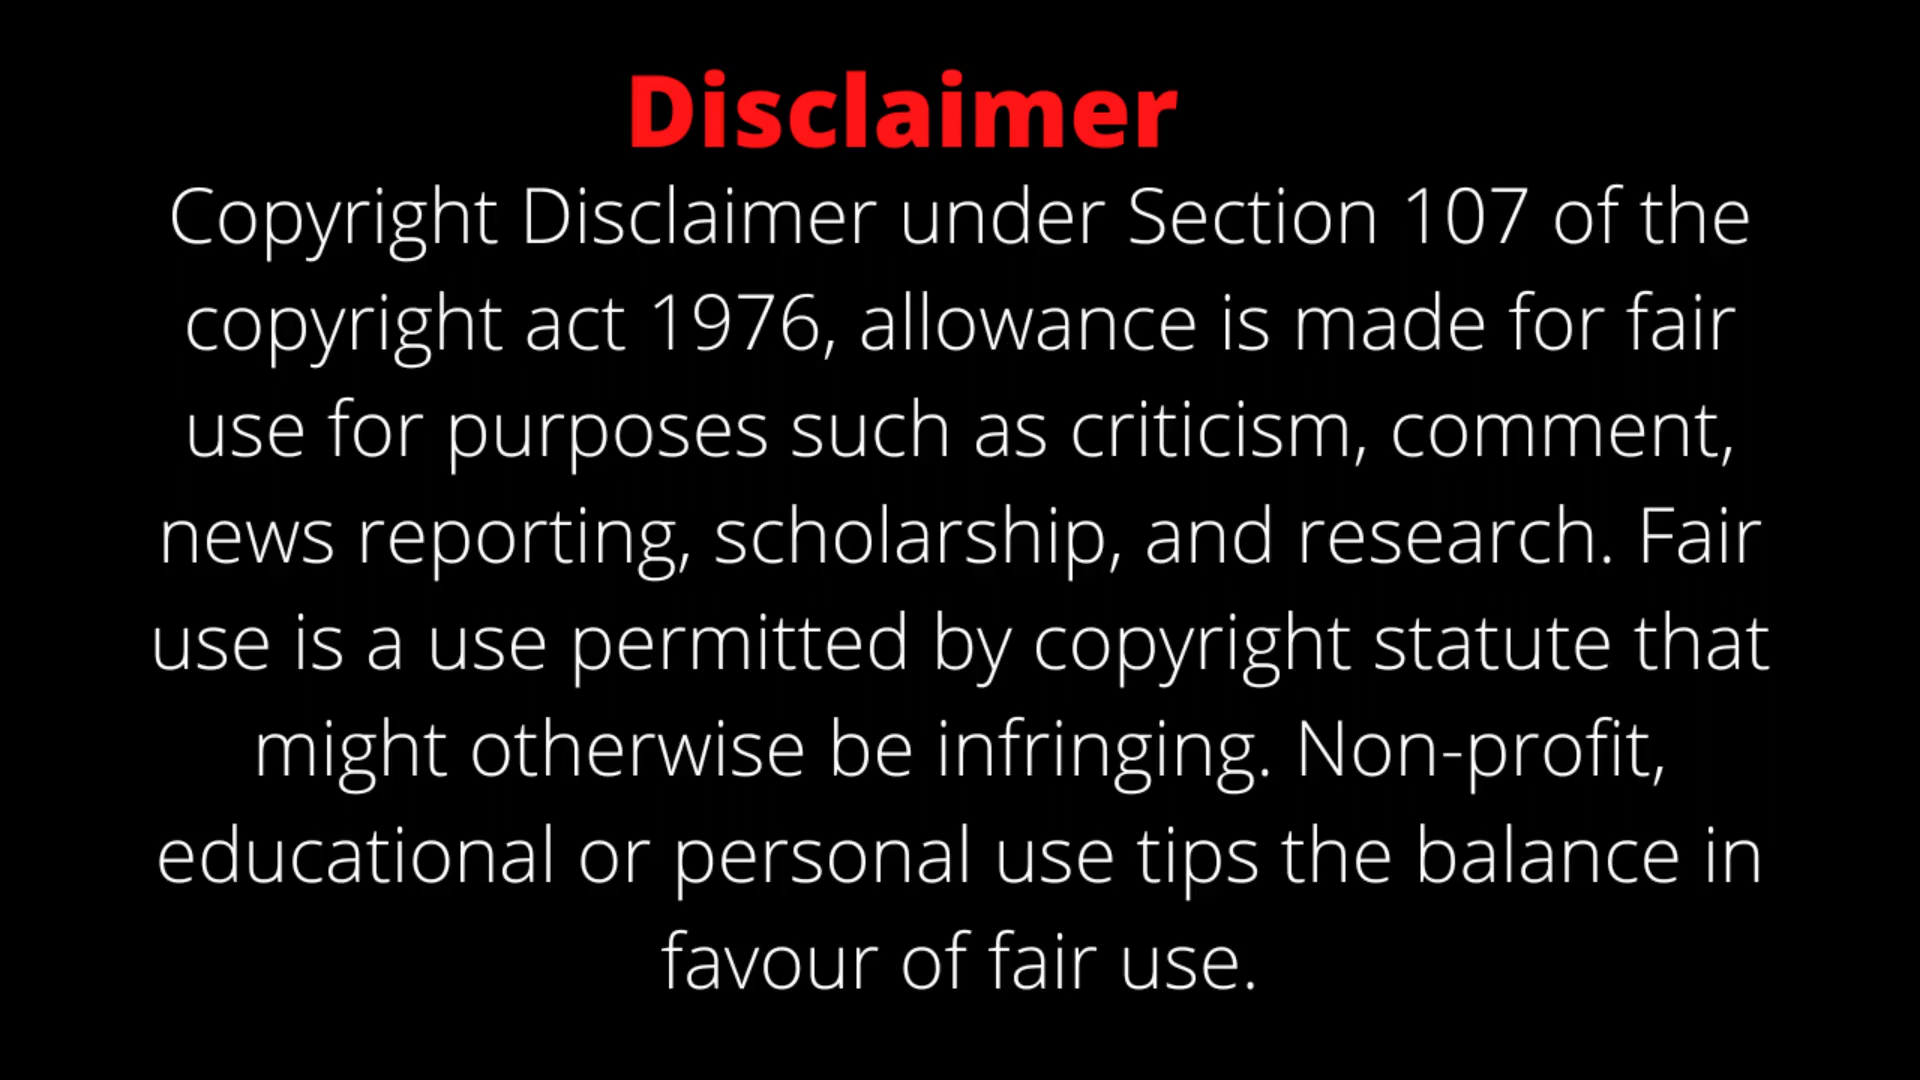 Disclaimer
Copyright Disclaimer under Section 107 of the
copyright act 1976, allowance is made for fair
use for purposes such as criticism, comment,
news reporting, scholarship, and research. Fair
use is a use permitted by copyright statute that
might otherwise be infringing. Non-profit,
educational or personal use tips the balance in
favour of fair use.